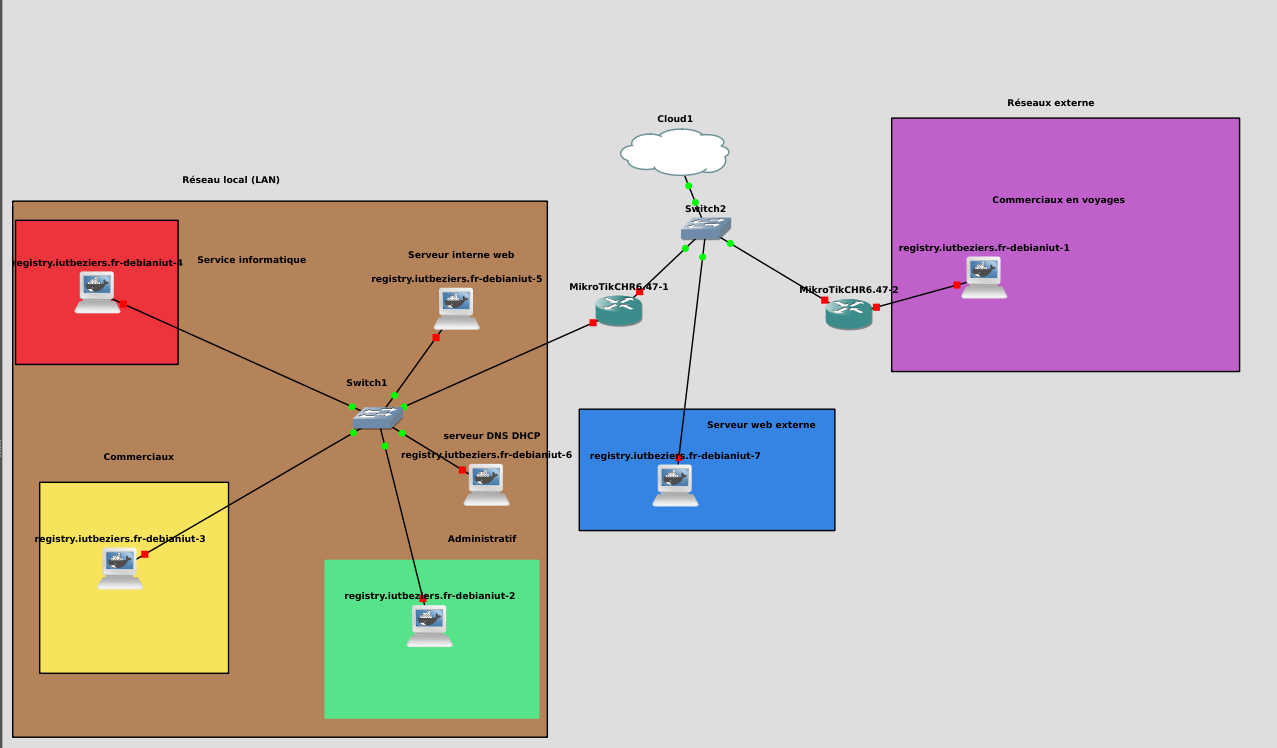 Réseaux externe
Cloud1
Réseau local (LAN)
Commerciaux en voyages
Switch2
registry.iutbeziers.fr-debianiut-1
Serveur interne web
Service informatique
registry.iutbeziers.fr-debianiut-4
registry.iutbeziers.fr-debianiut-5
MikroTikCHR6.47-1
MikroTikCHR6.47-2
Switch1
Serveur web externe
serveur DNS DHCP
registry.iutbeziers.fr-debianiut-6
registry.iutbeziers.fr-debianiut-7
Commerciaux
registry.iutbeziers.fr-debianiut-3
Administratif
registry.iutbeziers.fr-debianiut-2